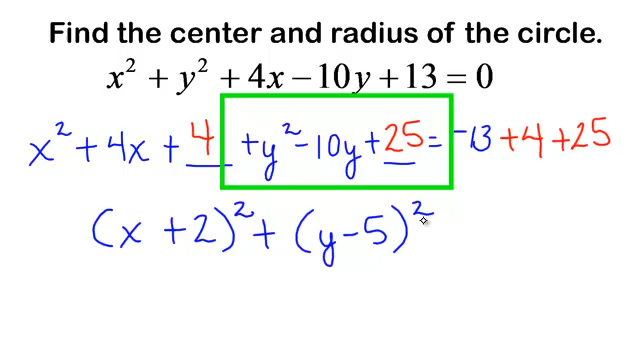 Find the center and radius of the circle.
x² + y² + 4x − 10y + 13 = 0
x² + 4x + 4 + y² − 10y + 25 = −13 + 4 + 25
(x + 2)² + (y − 5)²